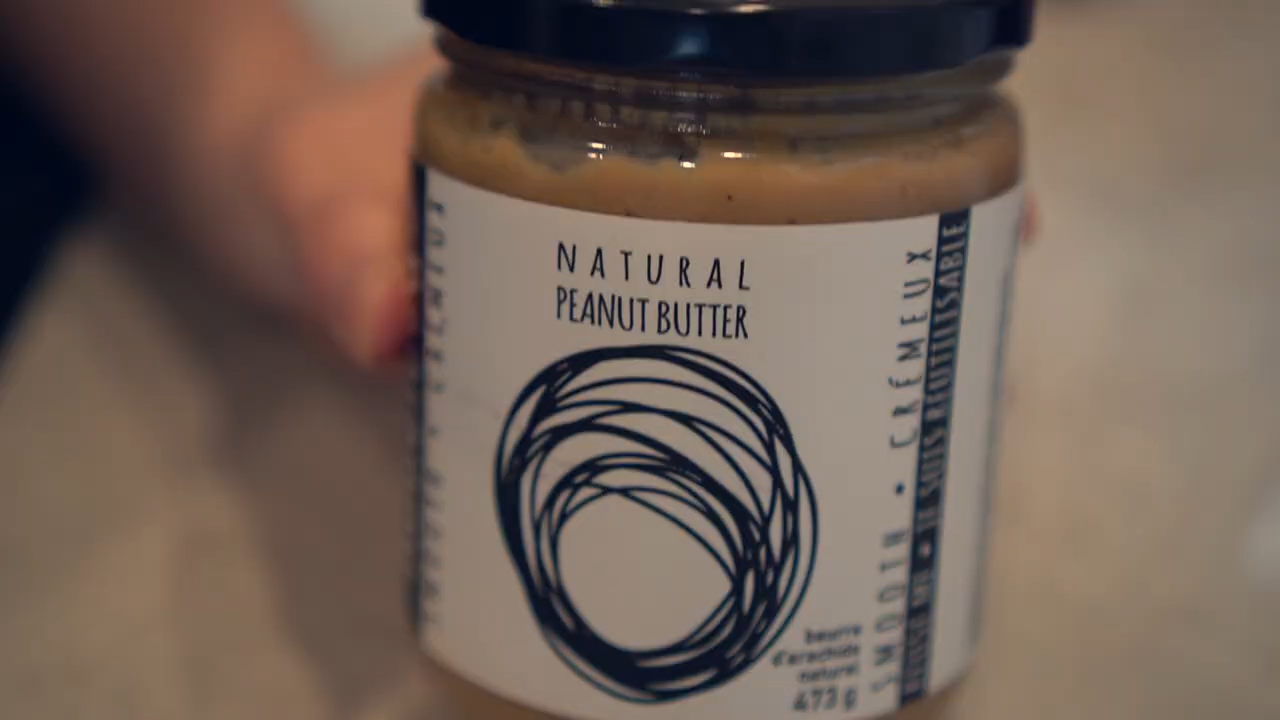 NATURAL
PEANUT BUTTER
beurre
d'arachide
naturel
473 g
SMOOTH • CRÉMEUX
JE SUIS RÉUTILISABLE